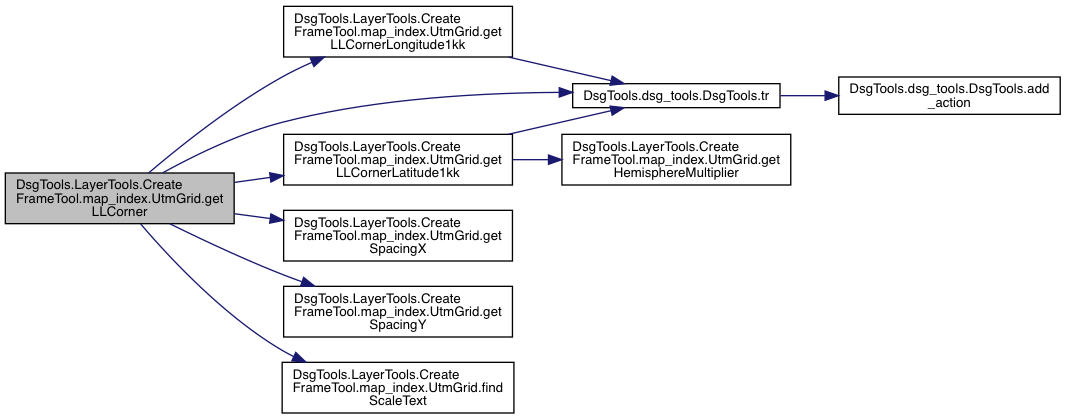 DsgTools.LayerTools.Create
FrameTool.map_index.UtmGrid.get
LLCorner
DsgTools.LayerTools.Create
FrameTool.map_index.UtmGrid.get
LLCornerLongitude1kk
DsgTools.dsg_tools.DsgTools.tr
DsgTools.dsg_tools.DsgTools.add
_action
DsgTools.LayerTools.Create
FrameTool.map_index.UtmGrid.get
LLCornerLatitude1kk
DsgTools.LayerTools.Create
FrameTool.map_index.UtmGrid.get
HemisphereMultiplier
DsgTools.LayerTools.Create
FrameTool.map_index.UtmGrid.get
SpacingX
DsgTools.LayerTools.Create
FrameTool.map_index.UtmGrid.get
SpacingY
DsgTools.LayerTools.Create
FrameTool.map_index.UtmGrid.find
ScaleText